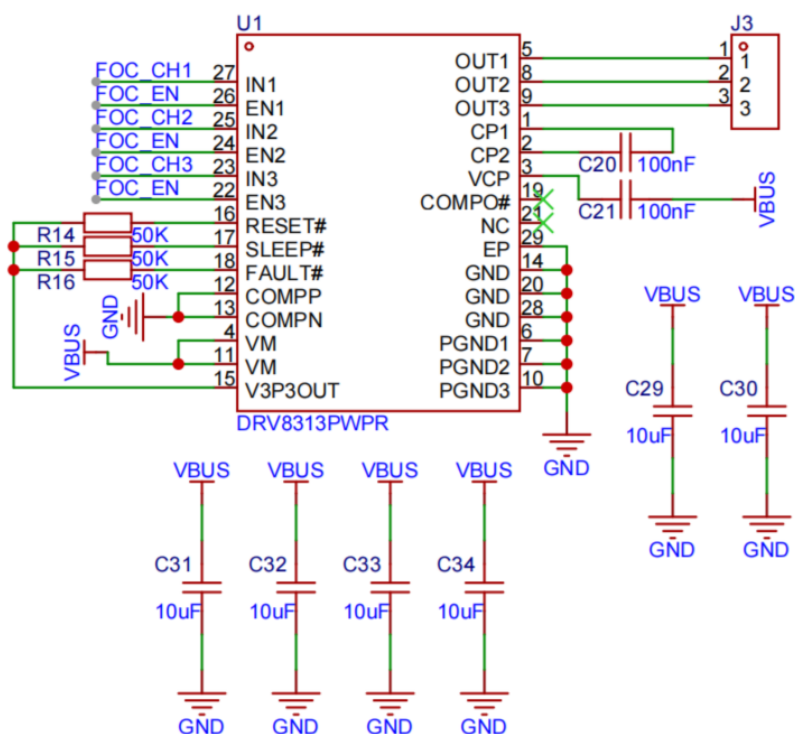 U1
J3
FOC_CH1 27 IN1
FOC_EN 26 EN1
FOC_CH2 25 IN2
FOC_EN 24 EN2
FOC_CH3 23 IN3
FOC_EN 22 EN3
R14 50K 16 RESET#
R15 50K 17 SLEEP#
R16 50K 18 FAULT#
GND 12 COMPP
13 COMPN
VBUS 4 VM
11 VM
15 V3P3OUT
OUT1 5 1 1
OUT2 8 2 2
OUT3 9 3 3
CP1 1
CP2 2 C20 100nF
VCP 3 C21 100nF VBUS
COMPO# 19
NC 21
EP 29
GND 14
GND 20
GND 28
PGND1 6
PGND2 7
PGND3 10
GND
DRV8313PWPR
VBUS VBUS
C29 C30
10uF 10uF
GND GND
VBUS VBUS VBUS VBUS
C31 C32 C33 C34
10uF 10uF 10uF 10uF
GND GND GND GND